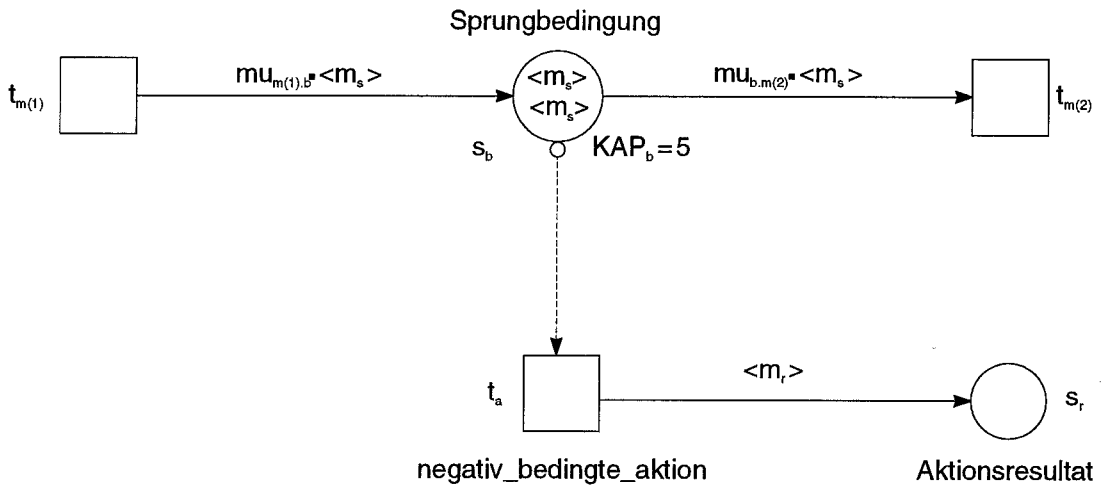 Sprungbedingung
t_m(1)
mu_m(1).b▪<m_s>
<m_s>
<m_s>
mu_b.m(2)▪<m_s>
t_m(2)
s_b
KAP_b=5
t_a
<m_r>
s_r
negativ_bedingte_aktion
Aktionsresultat